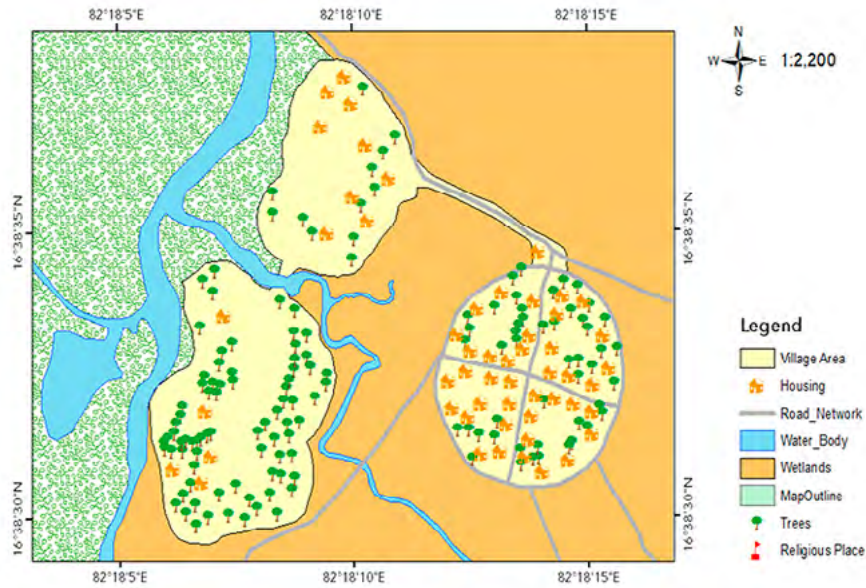 82°18'5"E 82°18'10"E 82°18'15"E
N
W E 1:2,200
S
16°38'35"N 16°38'35"N
16°38'30"N 16°38'30"N
Legend
Village Area
Housing
Road_Network
Water_Body
Wetlands
MapOutline
Trees
Religious Place
82°18'5"E 82°18'10"E 82°18'15"E